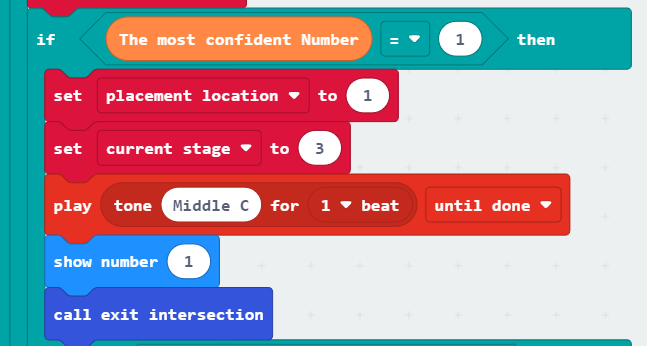 if The most confident Number = 1 then
set placement location to 1
set current stage to 3
play tone Middle C for 1 beat until done
show number 1
call exit intersection